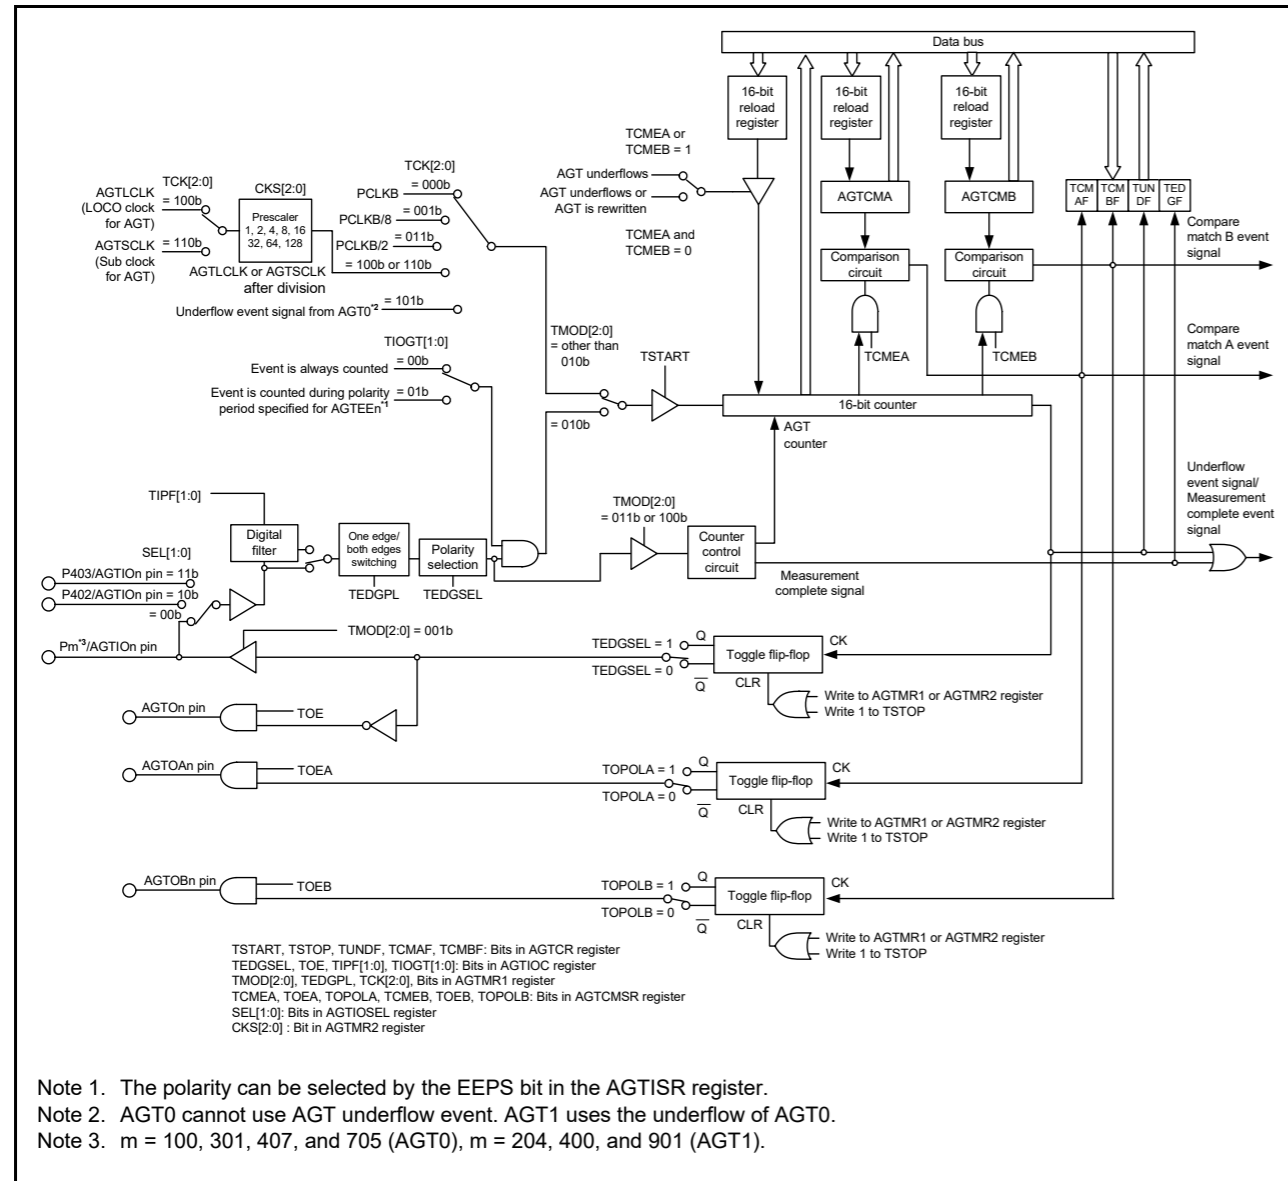 Data bus
16-bit
reload
register
16-bit
reload
register
16-bit
reload
register
TCMEA or
TCMEB = 1
AGT underflows
AGT underflows or
AGT is rewritten
TCMEA and
TCMEB = 0
AGTCMA
AGTCMB
TCM
AF
TCM
BF
TUN
DF
TED
GF
Comparison
circuit
Comparison
circuit
TCMEA
TCMEB
Compare
match B event
signal
Compare
match A event
signal
TCK[2:0]
AGTLCLK
(LOCO clock
for AGT)
= 100b
AGTSCLK
(Sub clock
for AGT)
= 110b
CKS[2:0]
Prescaler
1, 2, 4, 8, 16
32, 64, 128
AGTLCLK or AGTSCLK
after division
TCK[2:0]
PCLKB
= 000b
PCLKB/8
= 001b
PCLKB/2
= 011b
= 100b or 110b
Underflow event signal from AGT0*2
= 101b
TIOGT[1:0]
Event is always counted
= 00b
Event is counted during polarity
period specified for AGTEEn*1
= 01b
TMOD[2:0]
= other than
010b
= 010b
TSTART
16-bit counter
AGT
counter
Underflow
event signal/
Measurement
complete event
signal
TIPF[1:0]
Digital
filter
One edge/
both edges
switching
Polarity
selection
TEDGPL
TEDGSEL
TMOD[2:0]
= 011b or 100b
Counter
control
circuit
Measurement
complete signal
SEL[1:0]
P403/AGTIOn pin = 11b
P402/AGTIOn pin = 10b
= 00b
Pm*3/AGTIOn pin
TMOD[2:0] = 001b
TEDGSEL = 1
TEDGSEL = 0
Q
Q
Toggle flip-flop
CK
CLR
Write to AGTMR1 or AGTMR2 register
Write 1 to TSTOP
AGTOn pin
TOE
AGTOAn pin
TOEA
TOPOLA = 1
TOPOLA = 0
Q
Q
Toggle flip-flop
CK
CLR
Write to AGTMR1 or AGTMR2 register
Write 1 to TSTOP
AGTOBn pin
TOEB
TOPOLB = 1
TOPOLB = 0
Q
Q
Toggle flip-flop
CK
CLR
Write to AGTMR1 or AGTMR2 register
Write 1 to TSTOP
TSTART, TSTOP, TUNDF, TCMAF, TCMBF: Bits in AGTCR register
TEDGSEL, TOE, TIPF[1:0], TIOGT[1:0]: Bits in AGTIOC register
TMOD[2:0], TEDGPL, TCK[2:0], Bits in AGTMR1 register
TCMEA, TOEA, TOPOLA, TCMEB, TOEB, TOPOLB: Bits in AGTCMSR register
SEL[1:0]: Bits in AGTIOSEL register
CKS[2:0] : Bit in AGTMR2 register
Note 1. The polarity can be selected by the EEPS bit in the AGTISR register.
Note 2. AGT0 cannot use AGT underflow event. AGT1 uses the underflow of AGT0.
Note 3. m = 100, 301, 407, and 705 (AGT0), m = 204, 400, and 901 (AGT1).